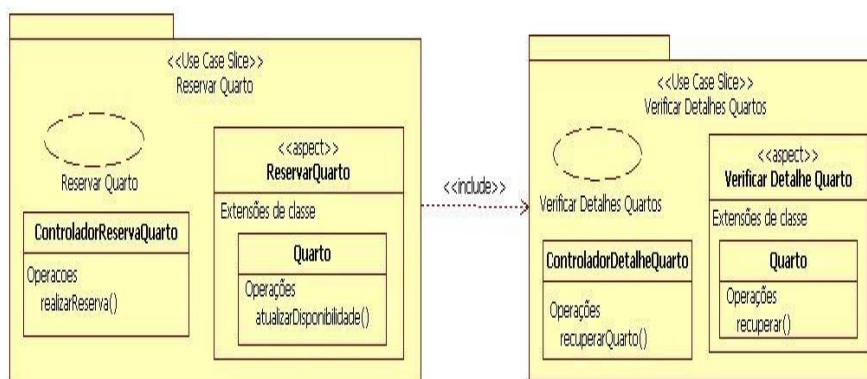 <<Use Case Slice>>
Reservar Quarto
Reservar Quarto
ControladorReservaQuarto
Operacoes
realizarReserva()
<<aspect>>
ReservarQuarto
Extensões de classe
Quarto
Operações
atualizarDisponibilidade()
<<include>>
<<Use Case Slice>>
Verificar Detalhes Quartos
Verificar Detalhes Quartos
ControladorDetalheQuarto
Operações
recuperarQuarto()
<<aspect>>
Verificar Detalhe Quarto
Extensões de classe
Quarto
Operações
recuperar()